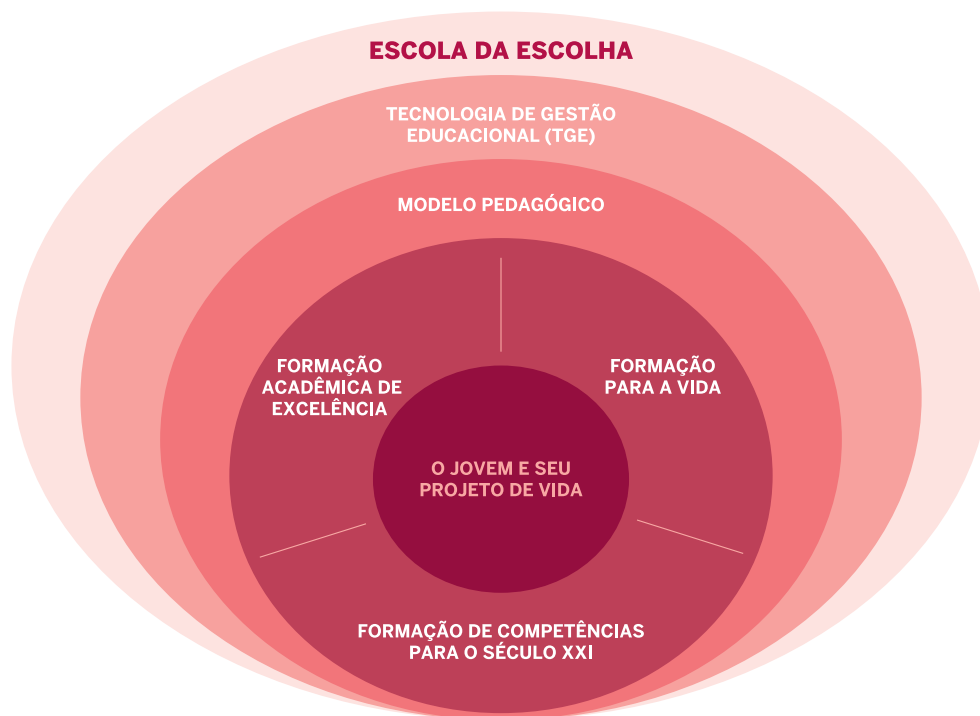 ESCOLA DA ESCOLHA
TECNOLOGIA DE GESTÃO
EDUCACIONAL (TGE)
MODELO PEDAGÓGICO
FORMAÇÃO
ACADÊMICA DE
EXCELÊNCIA
FORMAÇÃO
PARA A VIDA
O JOVEM E SEU
PROJETO DE VIDA
FORMAÇÃO DE COMPETÊNCIAS
PARA O SÉCULO XXI